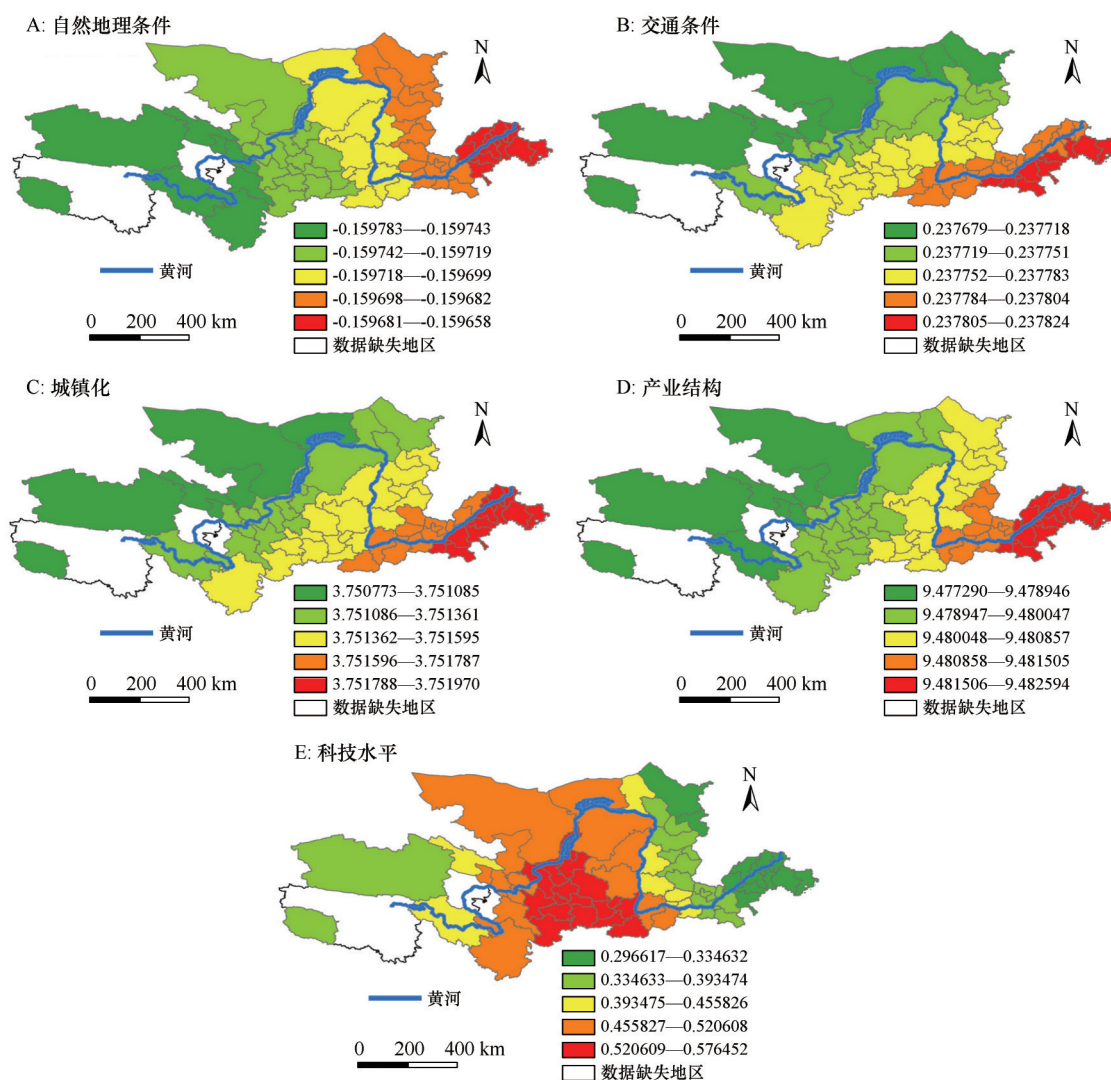 A: 自然地理条件
N
-0.159783—-0.159743
-0.159742—-0.159719
-0.159718—-0.159699
-0.159698—-0.159682
-0.159681—-0.159658
数据缺失地区
黄河
0 200 400 km
B: 交通条件
N
0.237679—0.237718
0.237719—0.237751
0.237752—0.237783
0.237784—0.237804
0.237805—0.237824
数据缺失地区
黄河
0 200 400 km
C: 城镇化
N
3.750773—3.751085
3.751086—3.751361
3.751362—3.751595
3.751596—3.751787
3.751788—3.751970
数据缺失地区
黄河
0 200 400 km
D: 产业结构
N
9.477290—9.478946
9.478947—9.480047
9.480048—9.480857
9.480858—9.481505
9.481506—9.482594
数据缺失地区
黄河
0 200 400 km
E: 科技水平
N
0.296617—0.334632
0.334633—0.393474
0.393475—0.455826
0.455827—0.520608
0.520609—0.576452
数据缺失地区
黄河
0 200 400 km